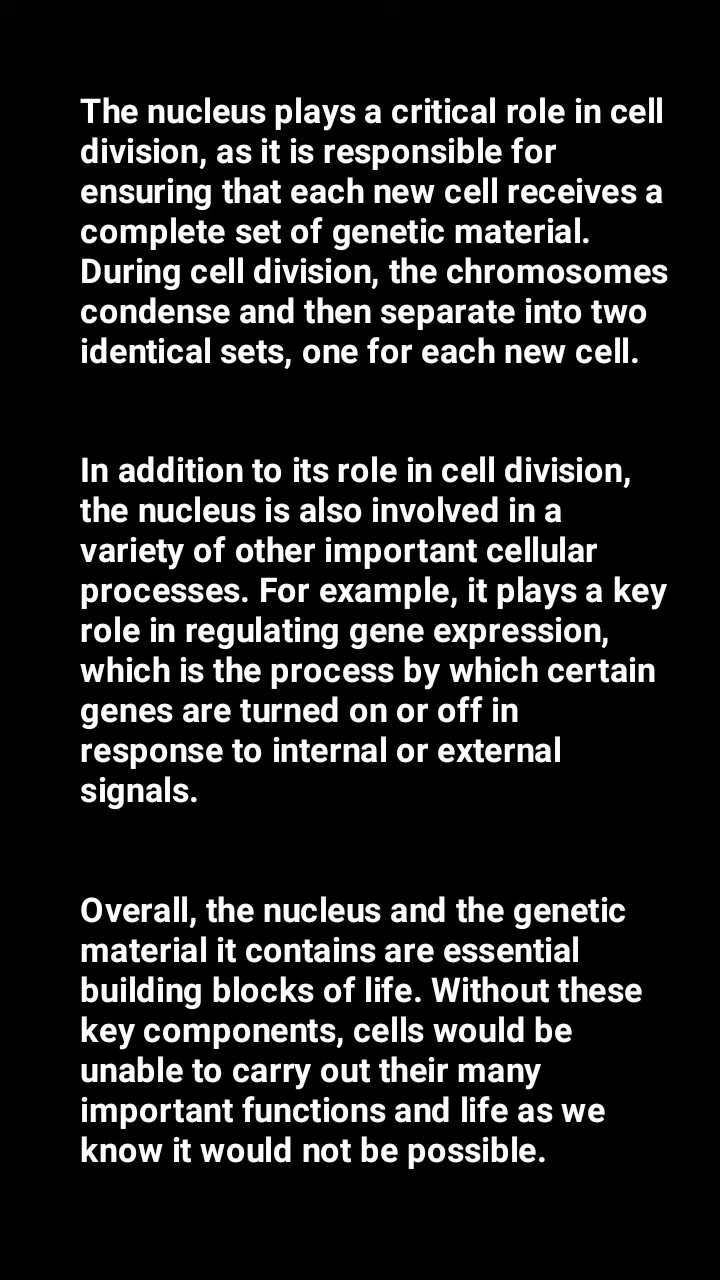 The nucleus plays a critical role in cell
division, as it is responsible for
ensuring that each new cell receives a
complete set of genetic material.
During cell division, the chromosomes
condense and then separate into two
identical sets, one for each new cell.
In addition to its role in cell division,
the nucleus is also involved in a
variety of other important cellular
processes. For example, it plays a key
role in regulating gene expression,
which is the process by which certain
genes are turned on or off in
response to internal or external
signals.
Overall, the nucleus and the genetic
material it contains are essential
building blocks of life. Without these
key components, cells would be
unable to carry out their many
important functions and life as we
know it would not be possible.